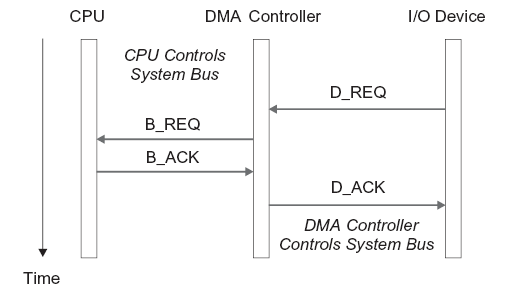 CPU
DMA Controller
I/O Device
CPU Controls
System Bus
D_REQ
B_REQ
B_ACK
D_ACK
DMA Controller
Controls System Bus
Time